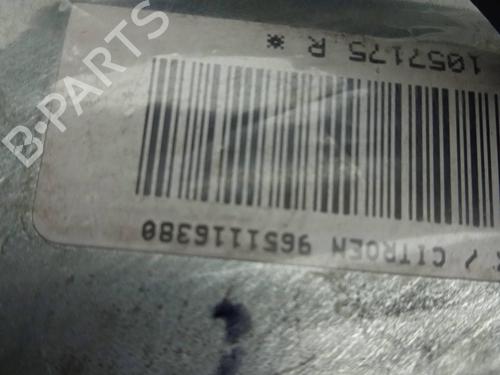 B-PARTS
/ CITROEN 9651116380
1057175 R *